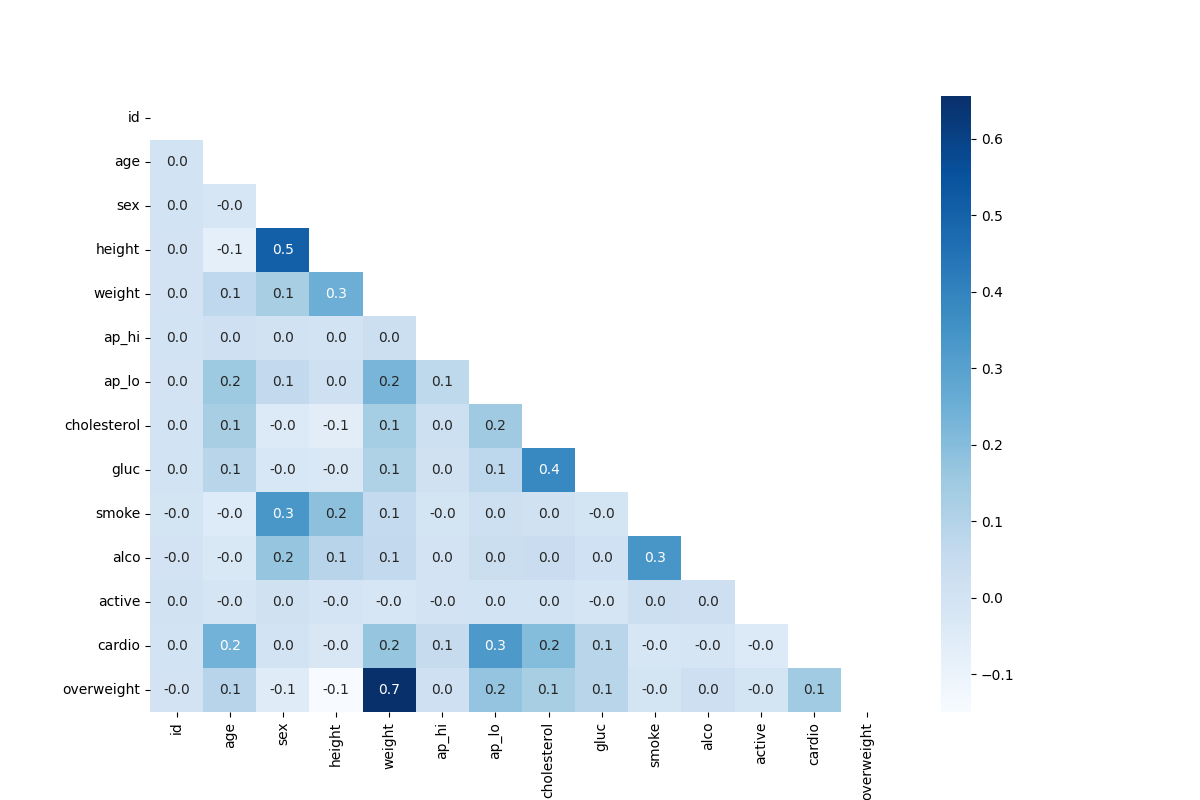 id
age 0.0
sex 0.0 -0.0
height 0.0 -0.1 0.5
weight 0.0 0.1 0.1 0.3
ap_hi 0.0 0.0 0.0 0.0 0.0
ap_lo 0.0 0.2 0.1 0.0 0.2 0.1
cholesterol 0.0 0.1 -0.0 -0.1 0.1 0.0 0.2
gluc 0.0 0.1 -0.0 -0.0 0.1 0.0 0.1 0.4
smoke -0.0 -0.0 0.3 0.2 0.1 -0.0 0.0 0.0 -0.0
alco -0.0 -0.0 0.2 0.1 0.1 0.0 0.0 0.0 0.0 0.3
active 0.0 -0.0 0.0 -0.0 -0.0 -0.0 0.0 0.0 -0.0 0.0 0.0
cardio 0.0 0.2 0.0 -0.0 0.2 0.1 0.3 0.2 0.1 -0.0 -0.0 -0.0
overweight -0.0 0.1 -0.1 -0.1 0.7 0.0 0.2 0.1 0.1 -0.0 0.0 -0.0 0.1
id age sex height weight ap_hi ap_lo cholesterol gluc smoke alco active cardio overweight
0.6
0.5
0.4
0.3
0.2
0.1
0.0
−0.1